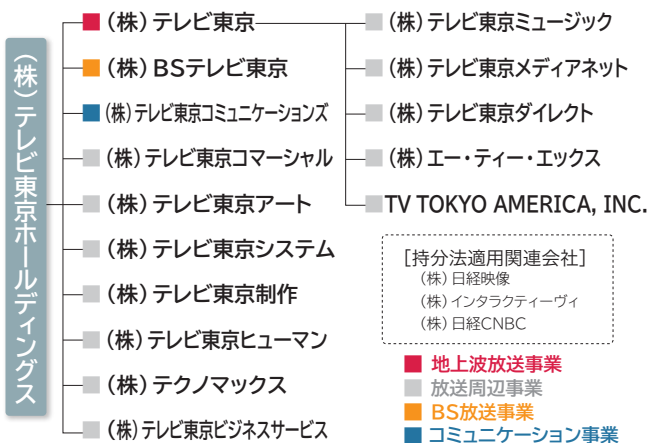 (株)テレビ東京ホールディングス
(株)テレビ東京
(株)BSテレビ東京
(株)テレビ東京コミュニケーションズ
(株)テレビ東京コマーシャル
(株)テレビ東京アート
(株)テレビ東京システム
(株)テレビ東京制作
(株)テレビ東京ヒューマン
(株)テクノマックス
(株)テレビ東京ビジネスサービス
(株)テレビ東京ミュージック
(株)テレビ東京メディアネット
(株)テレビ東京ダイレクト
(株)エー・ティー・エックス
TV TOKYO AMERICA, INC.
[持分法適用関連会社]
(株)日経映像
(株)インタラクティーヴィ
(株)日経CNBC
地上波放送事業
放送周辺事業
BS放送事業
コミュニケーション事業